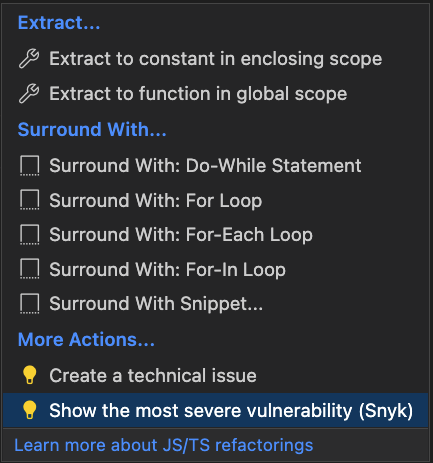 Extract...
Extract to constant in enclosing scope
Extract to function in global scope
Surround With...
Surround With: Do-While Statement
Surround With: For Loop
Surround With: For-Each Loop
Surround With: For-In Loop
Surround With Snippet...
More Actions...
Create a technical issue
Show the most severe vulnerability (Snyk)
Learn more about JS/TS refactorings